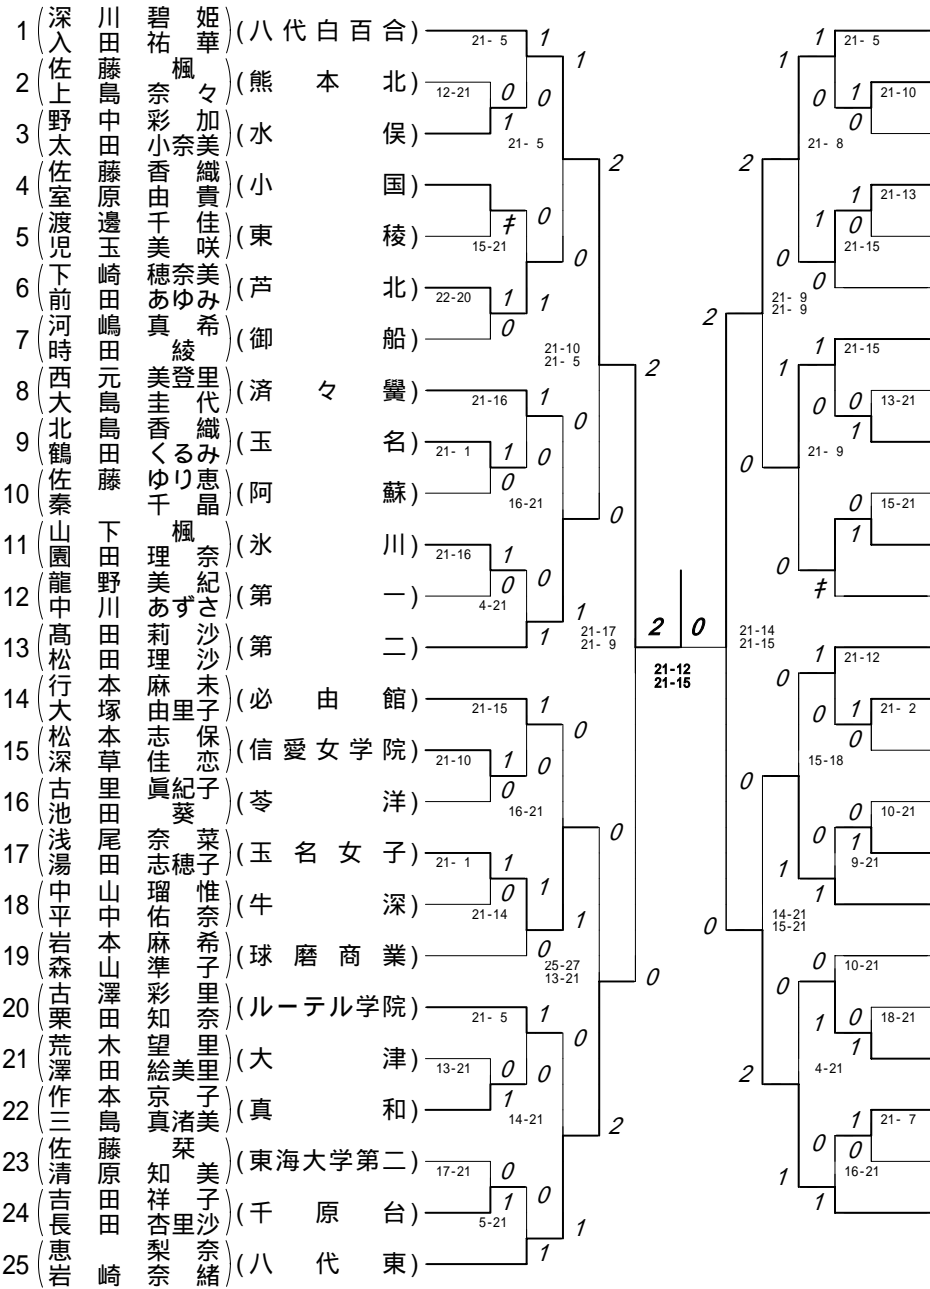 1 (深川碧姫 入田祐華) (八代白百合)
2 (佐藤楓 上島奈々) (熊本北)
3 (野中彩加 太田小奈美) (水俣)
4 (佐藤香織 室原由貴) (小国)
5 (渡邊千佳 児玉美咲) (東稜)
6 (下崎穂奈美 前田あゆみ) (芦北)
7 (河嶋真希 時田綾) (御船)
8 (西元美登里 大島圭代) (済々黌)
9 (北島香織 鶴田くるみ) (玉名)
10 (佐藤ゆり恵 秦千晶) (阿蘇)
11 (山下楓 園田理奈) (氷川)
12 (龍野美紀 中川あずさ) (第一)
13 (髙田莉沙 松田理沙) (第二)
14 (行本麻未 大塚由里子) (必由館)
15 (松本志保 深草佳恋) (信愛女学院)
16 (古里眞紀子 池田葵) (苓洋)
17 (浅尾奈菜 湯田志穂子) (玉名女子)
18 (中山瑠惟 平中佑奈) (牛深)
19 (岩本麻希 森山準子) (球磨商業)
20 (古澤彩里 栗田知奈) (ルーテル学院)
21 (荒木望里 澤田絵美里) (大津)
22 (作本京子 三島真渚美) (真和)
23 (佐藤栞 清原知美) (東海大学第二)
24 (吉田祥子 長田杏里沙) (千原台)
25 (恵梨奈 岩崎奈緒) (八代東)
21- 5 1
1
12-21 0 0
1
21- 5
2
0
キ
15-21
0
22-20 1 1
0
21-10
21- 5
2
21-16 1
0
21- 1 1 0
0
16-21
0
21-16 1
0 0
4-21
1
1
21-17
21- 9
2 0
21-12
21-15
21-15 1
0
21-10 1 0
0
16-21
0
21- 1 1
0 1
21-14
1
0
25-27
13-21
0
21- 5 1
0
13-21 0 0
1
14-21
2
17-21 0
1 0
5-21
1
1
1 21- 5
1
0 1 21-10
0
21- 8
2
1 21-13
1 0
21-15
0
0
21- 9
21- 9
2
1 21-15
1
0 0 13-21
1
21- 9
0
0 15-21
1
0
キ
21-14
21-15
1 21-12
0
0 1 21- 2
0
15-18
0
0 10-21
0 1
9-21
1
1
14-21
15-21
0
0 10-21
0
1 0 18-21
1
4-21
2
1 21- 7
0 0
16-21
1
1